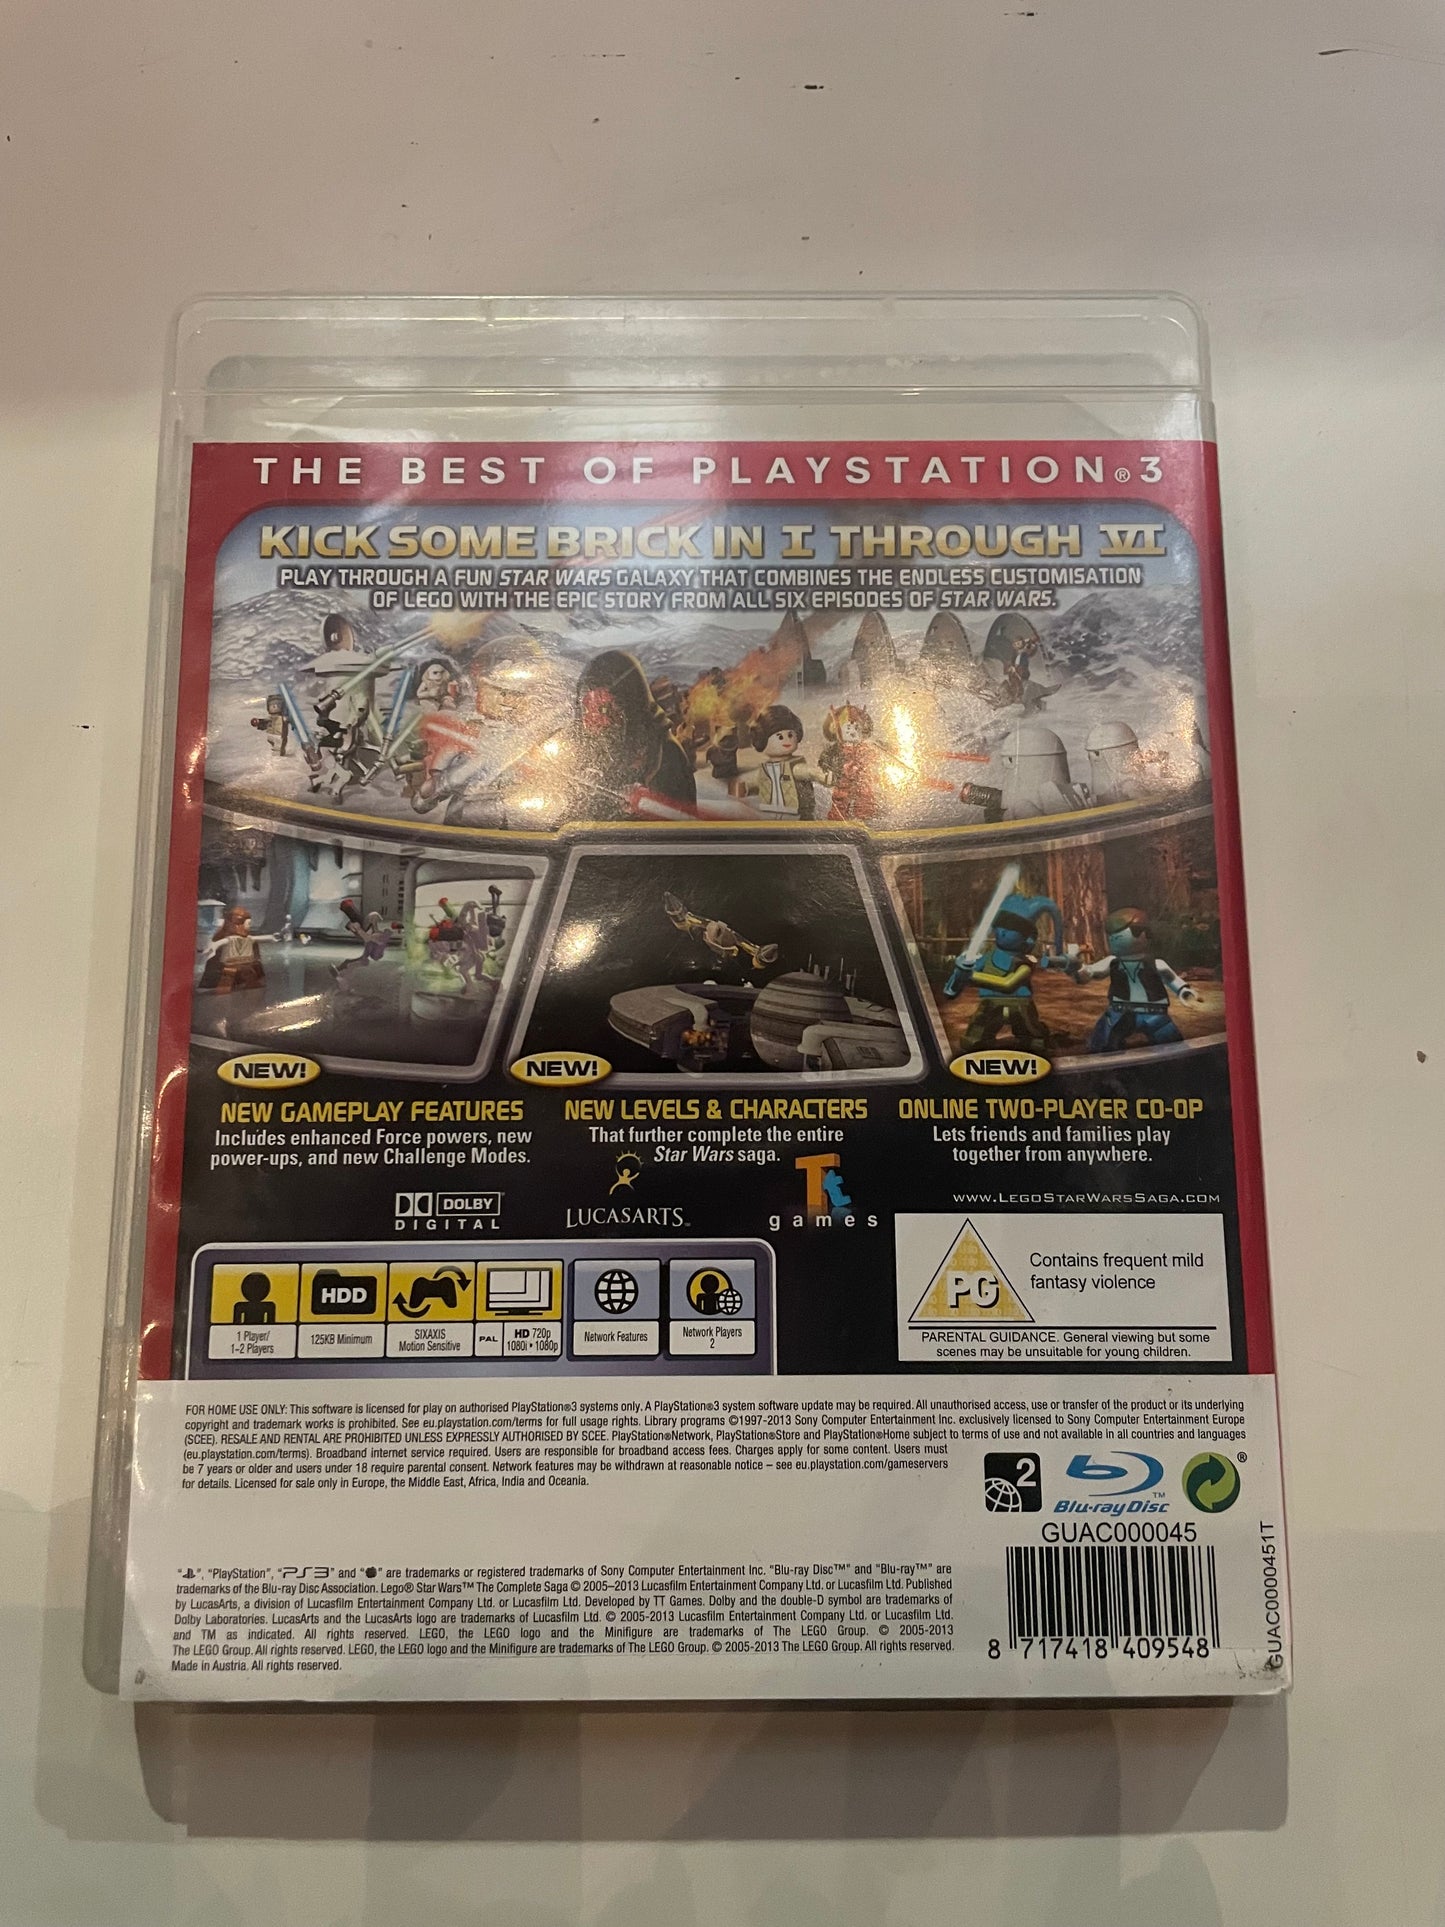 THE BEST OF PLAYSTATION®3
KICK SOME BRICK IN I THROUGH VI
PLAY THROUGH A FUN STAR WARS GALAXY THAT COMBINES THE ENDLESS CUSTOMISATION
OF LEGO WITH THE EPIC STORY FROM ALL SIX EPISODES OF STAR WARS.
NEW!
NEW GAMEPLAY FEATURES
Includes enhanced Force powers, new
power-ups, and new Challenge Modes.
NEW!
NEW LEVELS & CHARACTERS
That further complete the entire
Star Wars saga.
NEW!
ONLINE TWO-PLAYER CO-OP
Lets friends and families play
together from anywhere.
DOLBY
DIGITAL
LUCASARTS™
Tt
games
www.LegoStarWarsSaga.com
1 Player/
1-2 Players
HDD
125KB Minimum
SIXAXIS
Motion Sensitive
PAL
HD 720p
1080i • 1080p
Network Features
Network Players
2
PG
Contains frequent mild
fantasy violence
PARENTAL GUIDANCE. General viewing but some
scenes may be unsuitable for young children.
FOR HOME USE ONLY: This software is licensed for play on authorised PlayStation®3 systems only. A PlayStation®3 system software update may be required. All unauthorised access, use or transfer of the product or its underlying
copyright and trademark works is prohibited. See eu.playstation.com/terms for full usage rights. Library programs ©1997-2013 Sony Computer Entertainment Inc. exclusively licensed to Sony Computer Entertainment Europe
(SCEE). RESALE AND RENTAL ARE PROHIBITED UNLESS EXPRESSLY AUTHORISED BY SCEE. PlayStation®Network, PlayStation®Store and PlayStation®Home subject to terms of use and not available in all countries and languages
(eu.playstation.com/terms). Broadband internet service required. Users are responsible for broadband access fees. Charges apply for some content. Users must
be 7 years or older and users under 18 require parental consent. Network features may be withdrawn at reasonable notice – see eu.playstation.com/gameservers
for details. Licensed for sale only in Europe, the Middle East, Africa, India and Oceania.
2
Blu-ray Disc™
®
GUAC000045
8 717418 409548
GUAC0000451T
" ", "PlayStation", "PS3" and " " are trademarks or registered trademarks of Sony Computer Entertainment Inc. "Blu-ray Disc™" and "Blu-ray™" are
trademarks of the Blu-ray Disc Association. Lego® Star Wars™ The Complete Saga © 2005–2013 Lucasfilm Entertainment Company Ltd. or Lucasfilm Ltd. Published
by LucasArts, a division of Lucasfilm Entertainment Company Ltd. or Lucasfilm Ltd. Developed by TT Games. Dolby and the double-D symbol are trademarks of
Dolby Laboratories. LucasArts and the LucasArts logo are trademarks of Lucasfilm Ltd. © 2005-2013 Lucasfilm Entertainment Company Ltd. or Lucasfilm Ltd.
and TM as indicated. All rights reserved. LEGO, the LEGO logo and the Minifigure are trademarks of The LEGO Group. © 2005-2013
The LEGO Group. All rights reserved. LEGO, the LEGO logo and the Minifigure are trademarks of The LEGO Group. © 2005-2013 The LEGO Group. All rights reserved.
Made in Austria. All rights reserved.